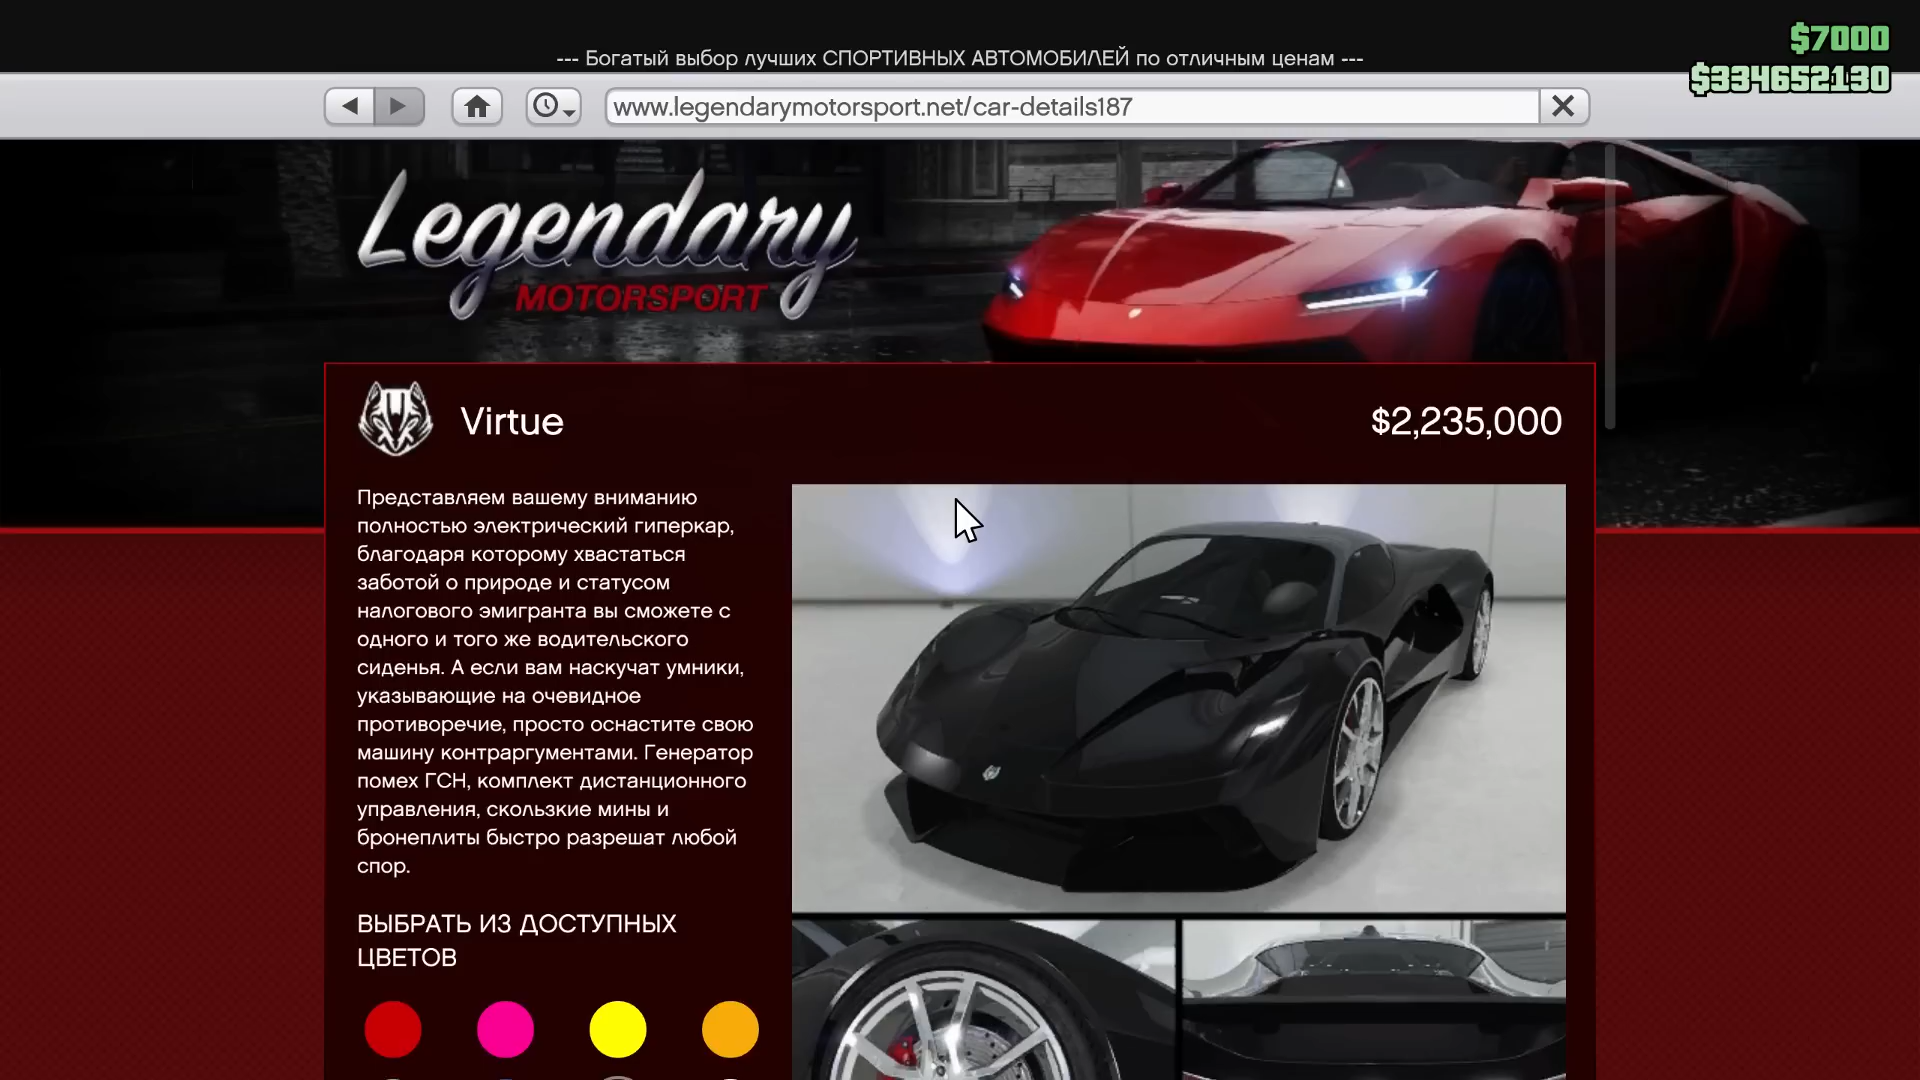 $7000
--- Богатый выбор лучших СПОРТИВНЫХ АВТОМОБИЛЕЙ по отличным ценам ---
$334652130
www.legendarymotorsport.net/car-details187
Legendary
MOTORSPORT
Virtue
$2,235,000
Представляем вашему вниманию
полностью электрический гиперкар,
благодаря которому хвастаться
заботой о природе и статусом
налогового эмигранта вы сможете с
одного и того же водительского
сиденья. А если вам наскучат умники,
указывающие на очевидное
противоречие, просто оснастите свою
машину контраргументами. Генератор
помех ГСН, комплект дистанционного
управления, скользкие мины и
бронеплиты быстро разрешат любой
спор.
ВЫБРАТЬ ИЗ ДОСТУПНЫХ
ЦВЕТОВ